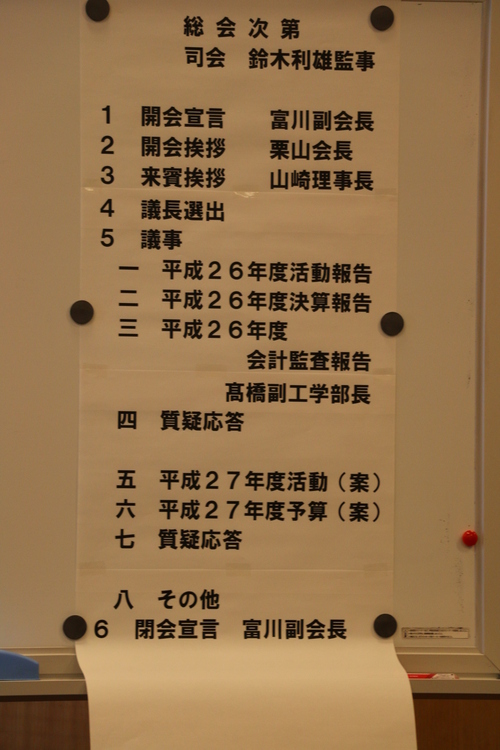 総会次第
司会 鈴木利雄監事
1 開会宣言 富川副会長
2 開会挨拶 栗山会長
3 来賓挨拶 山崎理事長
4 議長選出
5 議事
一 平成26年度活動報告
二 平成26年度決算報告
三 平成26年度
会計監査報告
髙橋副工学部長
四 質疑応答
五 平成27年度活動（案）
六 平成27年度予算（案）
七 質疑応答
八 その他
6 閉会宣言 富川副会長